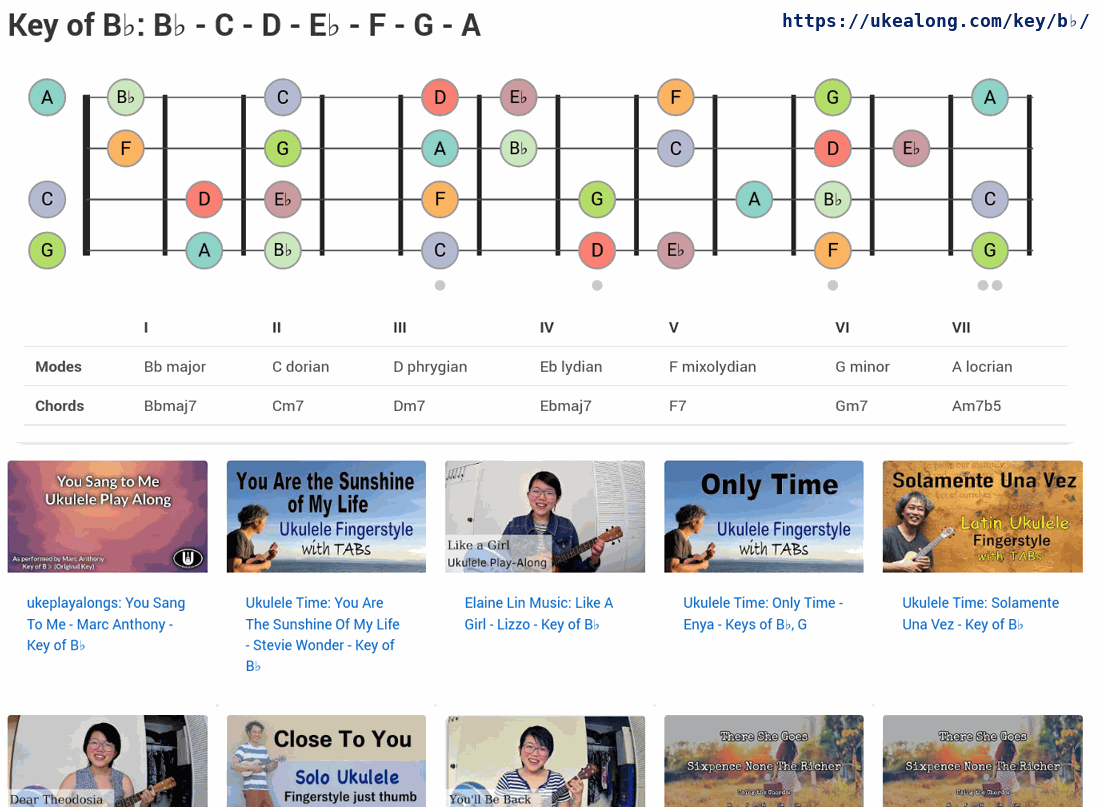 Key of B♭: B♭ - C - D - E♭ - F - G - A
https://ukealong.com/key/b♭/
A B♭ C D E♭ F G A
F G A B♭ C D E♭
C D E♭ F G A B♭ C
G A B♭ C D E♭ F G
I II III IV V VI VII
Modes Bb major C dorian D phrygian Eb lydian F mixolydian G minor A locrian
Chords Bbmaj7 Cm7 Dm7 Ebmaj7 F7 Gm7 Am7b5
You Sang to Me
Ukulele Play Along
As performed by Marc Anthony
Key of B♭ (Original Key)
You Are the Sunshine
of My Life
Ukulele Fingerstyle
with TABs
Like a Girl
Ukulele Play-Along
Only Time
Ukulele Fingerstyle
with TABs
Solamente Una Vez
Latin Ukulele
Fingerstyle
with TABs
ukeplayalongs: You Sang
To Me - Marc Anthony -
Key of B♭
Ukulele Time: You Are
The Sunshine Of My Life
- Stevie Wonder - Key of
B♭
Elaine Lin Music: Like A
Girl - Lizzo - Key of B♭
Ukulele Time: Only Time -
Enya - Keys of B♭, G
Ukulele Time: Solamente
Una Vez - Key of B♭
Dear Theodosia
Close To You
Solo Ukulele
Fingerstyle just thumb
You'll Be Back
There She Goes
Sixpence None The Richer
There She Goes
Sixpence None The Richer